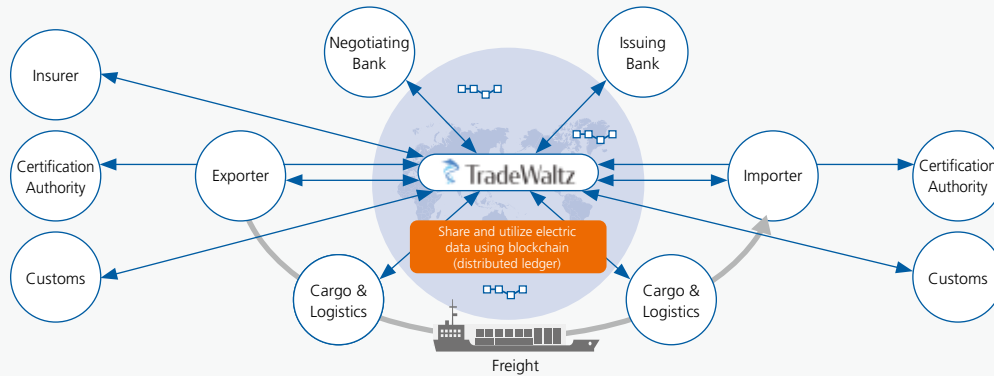 Negotiating
Bank
Issuing
Bank
Insurer
Certification
Authority
Exporter
TradeWaltz
Importer
Certification
Authority
Share and utilize electric
data using blockchain
(distributed ledger)
Customs
Cargo &
Logistics
Cargo &
Logistics
Customs
Freight